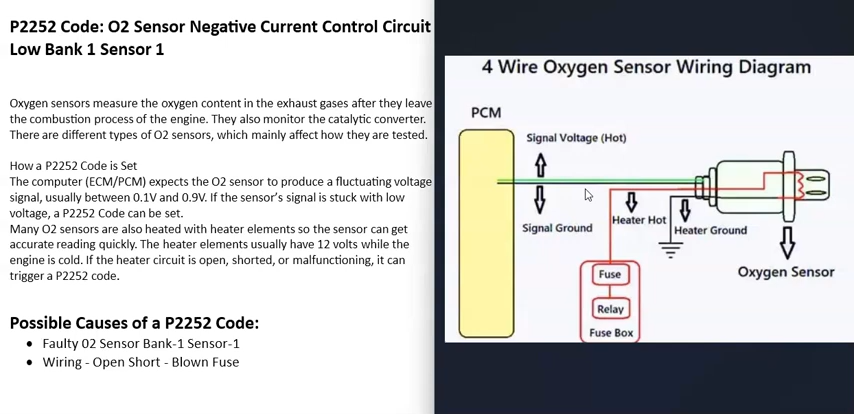 P2252 Code: O2 Sensor Negative Current Control Circuit
Low Bank 1 Sensor 1
Oxygen sensors measure the oxygen content in the exhaust gases after they leave
the combustion process of the engine. They also monitor the catalytic converter.
There are different types of O2 sensors, which mainly affect how they are tested.
How a P2252 Code is Set
The computer (ECM/PCM) expects the O2 sensor to produce a fluctuating voltage
signal, usually between 0.1V and 0.9V. If the sensor's signal is stuck with low
voltage, a P2252 Code can be set.
Many O2 sensors are also heated with heater elements so the sensor can get
accurate reading quickly. The heater elements usually have 12 volts while the
engine is cold. If the heater circuit is open, shorted, or malfunctioning, it can
trigger a P2252 code.
Possible Causes of a P2252 Code:
• Faulty 02 Sensor Bank-1 Sensor-1
• Wiring - Open Short - Blown Fuse
4 Wire Oxygen Sensor Wiring Diagram
PCM
Signal Voltage (Hot)
Signal Ground
Heater Hot
Heater Ground
Oxygen Sensor
Fuse
Relay
Fuse Box